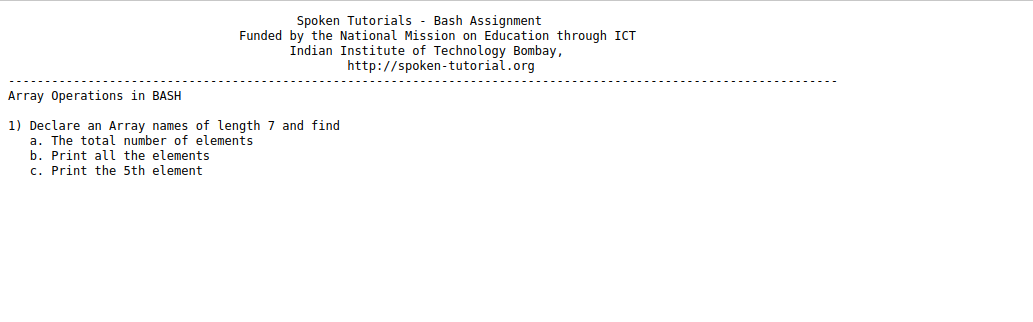 Spoken Tutorials - Bash Assignment
Funded by the National Mission on Education through ICT
Indian Institute of Technology Bombay,
http://spoken-tutorial.org
-------------------------------------------------------------------------------------------------------------------
Array Operations in BASH
1) Declare an Array names of length 7 and find
a. The total number of elements
b. Print all the elements
c. Print the 5th element